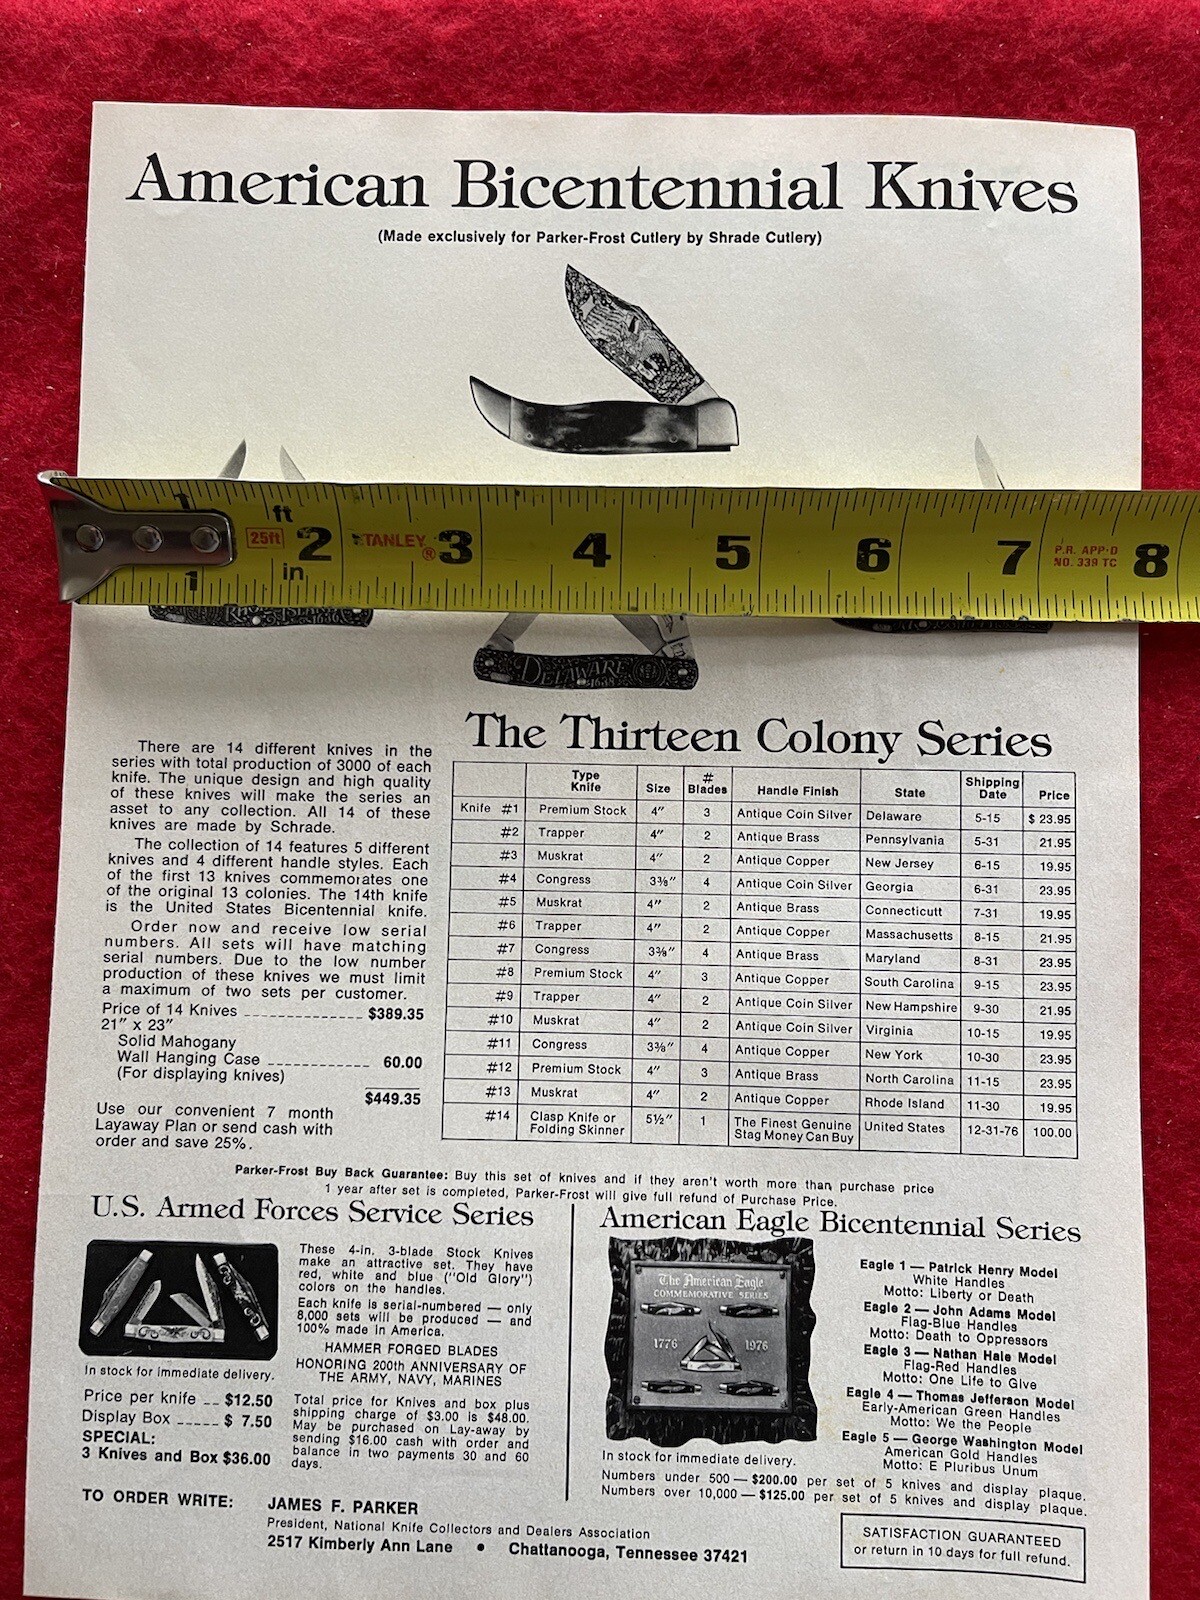 American Bicentennial Knives
(Made exclusively for Parker-Frost Cutlery by Shrade Cutlery)
1 ft
25ft 2 STANLEY® 3 4 5 6 7 P.R. APP'D NO. 339 TC 8
1 in
DELAWARE
1638
The Thirteen Colony Series
There are 14 different knives in the
series with total production of 3000 of each
knife. The unique design and high quality
of these knives will make the series an
asset to any collection. All 14 of these
knives are made by Schrade.
The collection of 14 features 5 different
knives and 4 different handle styles. Each
of the first 13 knives commemorates one
of the original 13 colonies. The 14th knife
is the United States Bicentennial knife.
Order now and receive low serial
numbers. All sets will have matching
serial numbers. Due to the low number
production of these knives we must limit
a maximum of two sets per customer.
Price of 14 Knives $389.35
21" x 23"
Solid Mahogany
Wall Hanging Case 60.00
(For displaying knives)
$449.35
Use our convenient 7 month
Layaway Plan or send cash with
order and save 25%.
Type Knife Size # Blades Handle Finish State Shipping Date Price
Knife #1 Premium Stock 4" 3 Antique Coin Silver Delaware 5-15 $ 23.95
#2 Trapper 4" 2 Antique Brass Pennsylvania 5-31 21.95
#3 Muskrat 4" 2 Antique Copper New Jersey 6-15 19.95
#4 Congress 3⅜" 4 Antique Coin Silver Georgia 6-31 23.95
#5 Muskrat 4" 2 Antique Brass Connecticutt 7-31 19.95
#6 Trapper 4" 2 Antique Copper Massachusetts 8-15 21.95
#7 Congress 3⅜" 4 Antique Brass Maryland 8-31 23.95
#8 Premium Stock 4" 3 Antique Copper South Carolina 9-15 23.95
#9 Trapper 4" 2 Antique Coin Silver New Hampshire 9-30 21.95
#10 Muskrat 4" 2 Antique Coin Silver Virginia 10-15 19.95
#11 Congress 3⅜" 4 Antique Copper New York 10-30 23.95
#12 Premium Stock 4" 3 Antique Brass North Carolina 11-15 23.95
#13 Muskrat 4" 2 Antique Copper Rhode Island 11-30 19.95
#14 Clasp Knife or Folding Skinner 5½" 1 The Finest Genuine Stag Money Can Buy United States 12-31-76 100.00
Parker-Frost Buy Back Guarantee: Buy this set of knives and if they aren't worth more than purchase price
1 year after set is completed, Parker-Frost will give full refund of Purchase Price.
U.S. Armed Forces Service Series
These 4-in. 3-blade Stock Knives
make an attractive set. They have
red, white and blue ("Old Glory")
colors on the handles.
Each knife is serial-numbered — only
8,000 sets will be produced — and
100% made in America.
HAMMER FORGED BLADES
HONORING 200th ANNIVERSARY OF
THE ARMY, NAVY, MARINES
In stock for immediate delivery.
Price per knife $12.50
Display Box $ 7.50
SPECIAL:
3 Knives and Box $36.00
Total price for Knives and box plus
shipping charge of $3.00 is $48.00.
May be purchased on Lay-away by
sending $16.00 cash with order and
balance in two payments 30 and 60
days.
American Eagle Bicentennial Series
The American Eagle
COMMEMORATIVE SERIES
1776 1976
Eagle 1 — Patrick Henry Model
White Handles
Motto: Liberty or Death
Eagle 2 — John Adams Model
Flag-Blue Handles
Motto: Death to Oppressors
Eagle 3 — Nathan Hale Model
Flag-Red Handles
Motto: One Life to Give
Eagle 4 — Thomas Jefferson Model
Early-American Green Handles
Motto: We the People
Eagle 5 — George Washington Model
American Gold Handles
Motto: E Pluribus Unum
In stock for immediate delivery.
Numbers under 500 — $200.00 per set of 5 knives and display plaque.
Numbers over 10,000 — $125.00 per set of 5 knives and display plaque.
TO ORDER WRITE: JAMES F. PARKER
President, National Knife Collectors and Dealers Association
2517 Kimberly Ann Lane • Chattanooga, Tennessee 37421
SATISFACTION GUARANTEED
or return in 10 days for full refund.